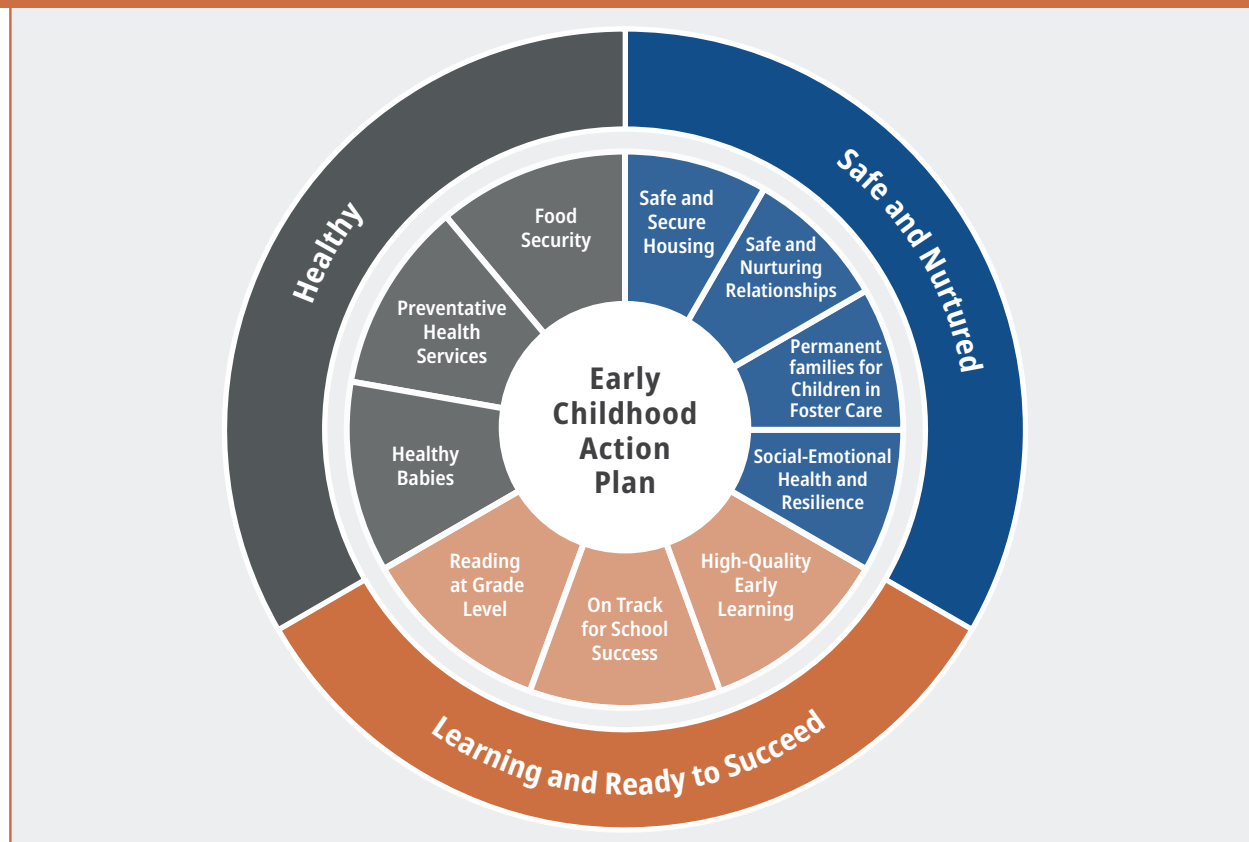 Healthy
Safe and Nurtured
Learning and Ready to Succeed
Food
Security
Preventative
Health
Services
Healthy
Babies
Safe and
Secure
Housing
Safe and
Nurturing
Relationships
Permanent
families for
Children in
Foster Care
Social-Emotional
Health and
Resilience
High-Quality
Early
Learning
On Track
for School
Success
Reading
at Grade
Level
Early
Childhood
Action
Plan